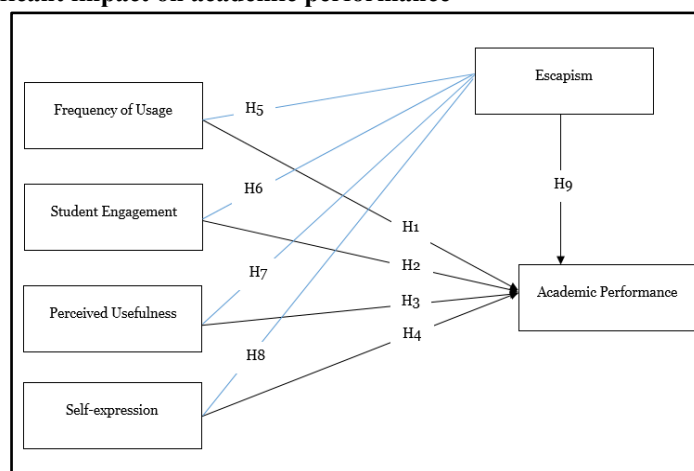 impact on academic performance
Escapism
Frequency of Usage
H5
Student Engagement
H6
H9
H1
H2
H7
Perceived Usefulness
H3
Academic Performance
H4
H8
Self-expression